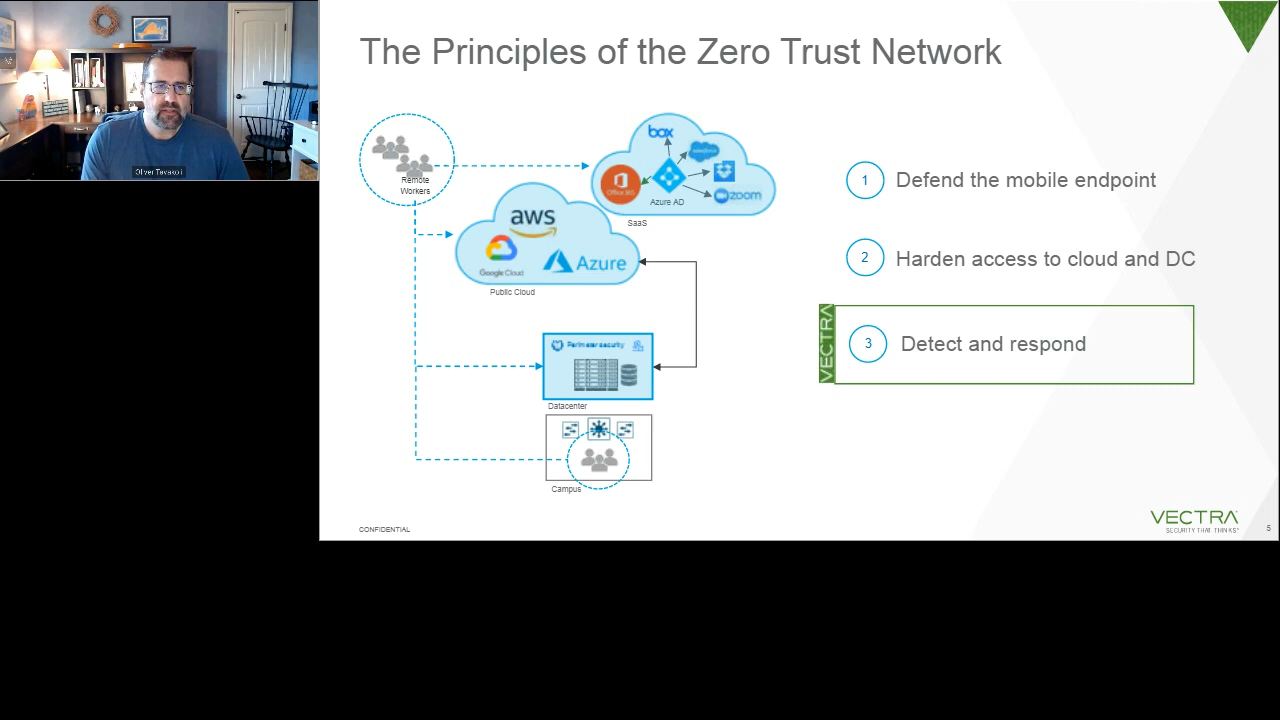 The Principles of the Zero Trust Network
Oliver Tavakoli
Remote
Workers
box
salesforce
Office 365
Azure AD
zoom
SaaS
aws
Google Cloud
Azure
Public Cloud
Perimeter security
Datacenter
Campus
1
Defend the mobile endpoint
2
Harden access to cloud and DC
VECTRA
3
Detect and respond
CONFIDENTIAL
VECTRA
SECURITY THAT THINKS
5